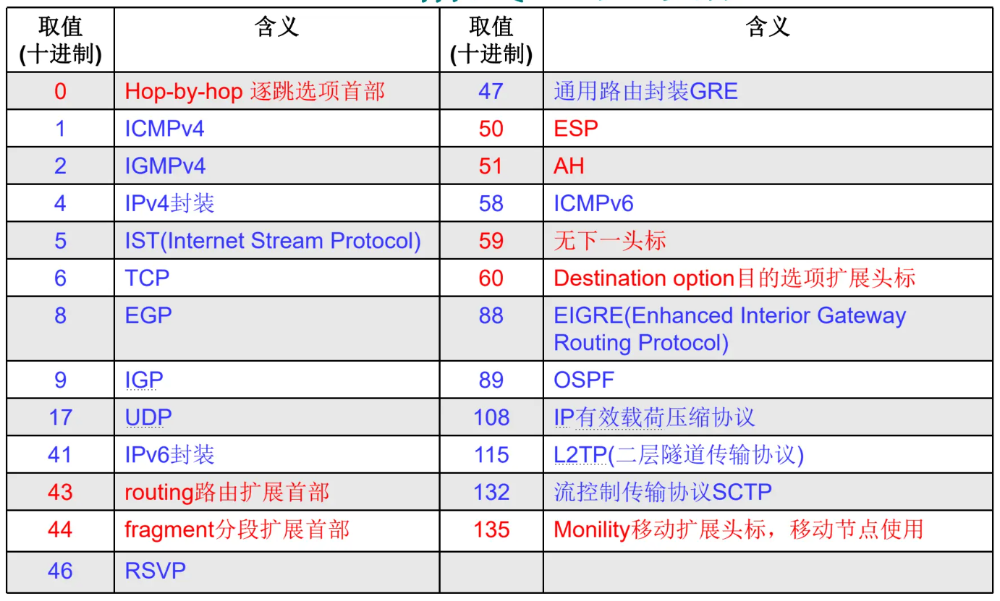 取值 含义 取值 含义
(十进制) (十进制)
0 Hop-by-hop 逐跳选项首部 47 通用路由封装GRE
1 ICMPv4 50 ESP
2 IGMPv4 51 AH
4 IPv4封装 58 ICMPv6
5 IST(Internet Stream Protocol) 59 无下一头标
6 TCP 60 Destination option目的选项扩展头标
8 EGP 88 EIGRE(Enhanced Interior Gateway
Routing Protocol)
9 IGP 89 OSPF
17 UDP 108 IP有效载荷压缩协议
41 IPv6封装 115 L2TP(二层隧道传输协议)
43 routing路由扩展首部 132 流控制传输协议SCTP
44 fragment分段扩展首部 135 Monility移动扩展头标，移动节点使用
46 RSVP